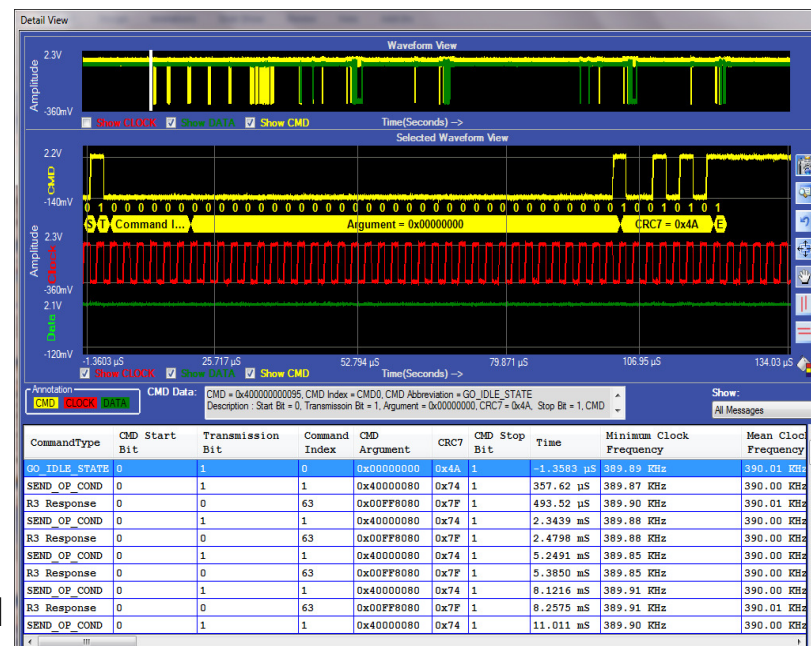 Detail View
Waveform View
2.3V
Amplitude
-360mV
Show CLOCK Show DATA Show CMD Time(Seconds) -->
Selected Waveform View
2.2V
CMD
-140mV
0 1 0 0 0 0 0 0 0 0 0 0 0 0 0 0 0 0 0 0 0 0 0 0 0 0 0 0 0 0 0 0 0 0 0 0 0 0 0 0 1 0 0 1 0 1 0 1
S T Command I... Argument = 0x00000000 CRC7 = 0x4A E
2.3V
Amplitude
Clock
-360mV
2.1V
Data
-120mV
-1.3603 µS 25.717 µS 52.794 µS 79.871 µS 106.95 µS 134.03 µS
Show CLOCK Show DATA Show CMD Time(Seconds) -->
Annotation
CMD CLOCK DATA
CMD Data:
CMD = 0x400000000095, CMD Index = CMD0, CMD Abbreviation = GO_IDLE_STATE
Description : Start Bit = 0, Transmissoin Bit = 1, Argument = 0x00000000, CRC7 = 0x4A, Stop Bit = 1, CMD
Show:
All Messages
CommandType CMD Start Bit Transmission Bit Command Index CMD Argument CRC7 CMD Stop Bit Time Minimum Clock Frequency Mean Cloc Frequency
GO_IDLE_STATE 0 1 0 0x00000000 0x4A 1 -1.3583 µS 389.89 KHz 390.01 KHz
SEND_OP_COND 0 1 1 0x40000080 0x74 1 357.62 µS 389.87 KHz 390.00 KHz
R3 Response 0 0 63 0x00FF8080 0x7F 1 493.52 µS 389.90 KHz 390.01 KHz
SEND_OP_COND 0 1 1 0x40000080 0x74 1 2.3439 mS 389.88 KHz 390.00 KHz
R3 Response 0 0 63 0x00FF8080 0x7F 1 2.4798 mS 389.88 KHz 390.00 KHz
SEND_OP_COND 0 1 1 0x40000080 0x74 1 5.2491 mS 389.85 KHz 390.00 KHz
R3 Response 0 0 63 0x00FF8080 0x7F 1 5.3850 mS 389.85 KHz 390.00 KHz
SEND_OP_COND 0 1 1 0x40000080 0x74 1 8.1216 mS 389.91 KHz 390.00 KHz
R3 Response 0 0 63 0x00FF8080 0x7F 1 8.2575 mS 389.91 KHz 390.01 KHz
SEND_OP_COND 0 1 1 0x40000080 0x74 1 11.011 mS 389.90 KHz 390.00 KHz